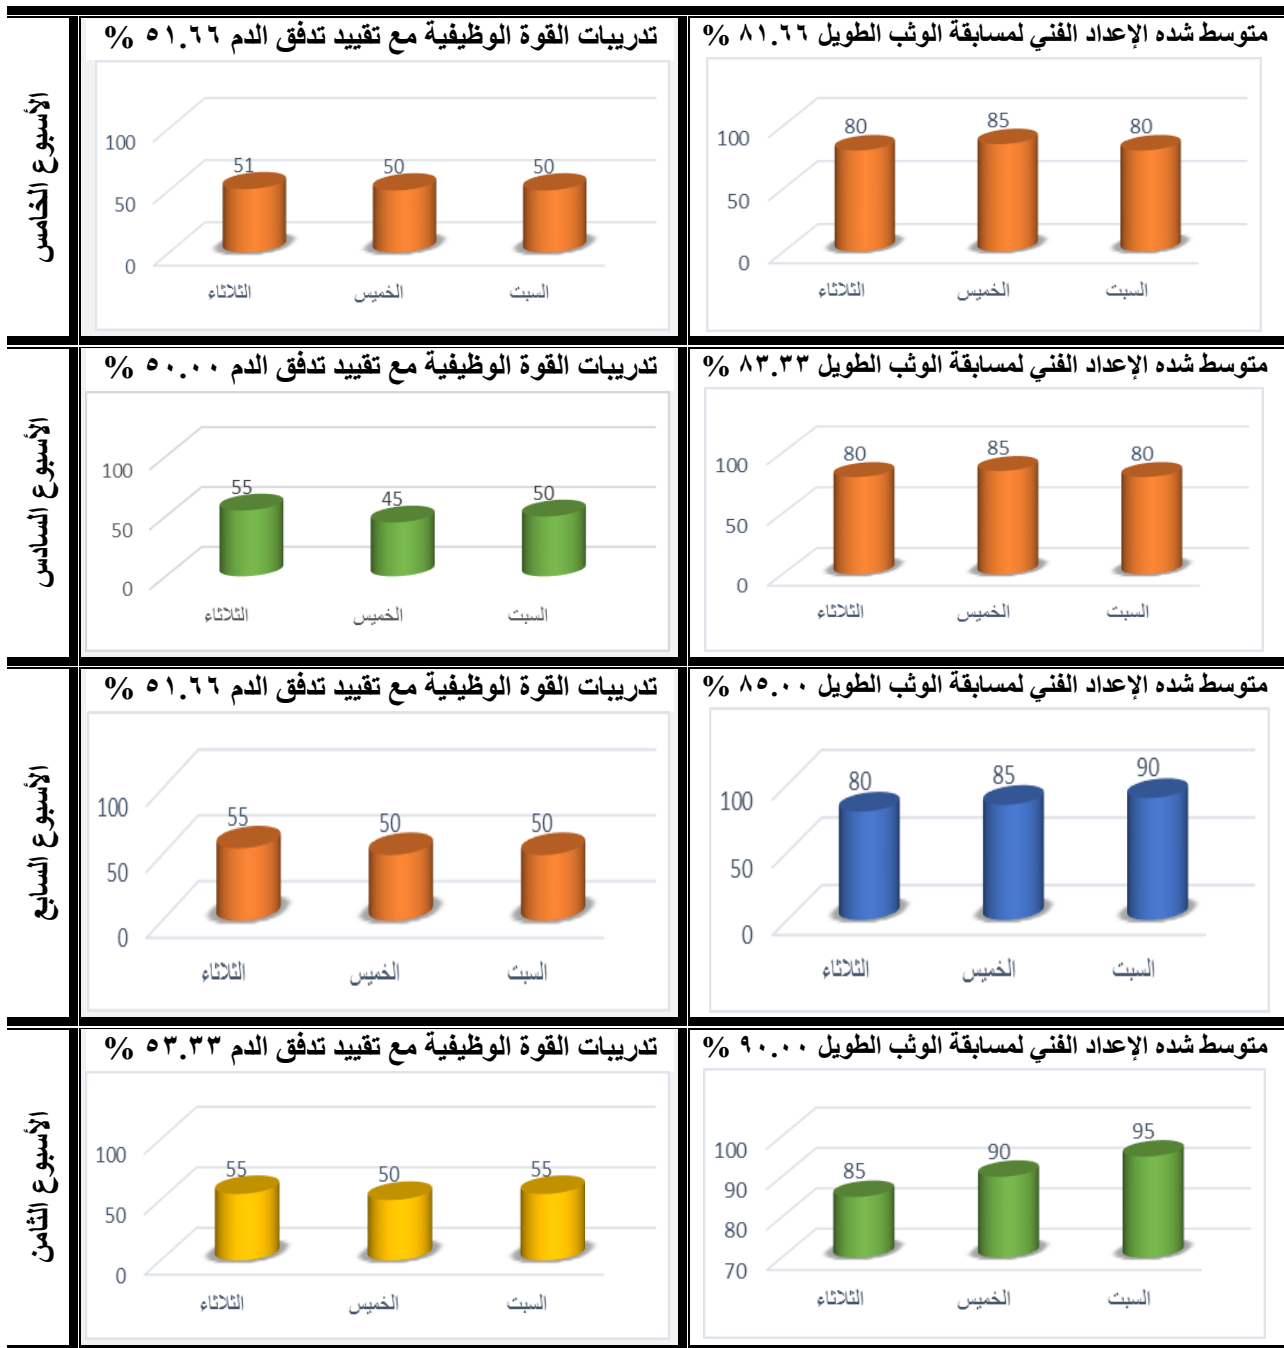 متوسط شده الإعداد الفني لمسابقة الوثب الطويل ٨١.٦٦ %
80 85 80
100
50
0
الثلاثاء الخميس السبت
تدريبات القوة الوظيفية مع تقييد تدفق الدم ٥١.٦٦ %
51 50 50
100
50
0
الثلاثاء الخميس السبت
الأسبوع الخامس
متوسط شده الإعداد الفني لمسابقة الوثب الطويل ٨٣.٣٣ %
80 85 80
100
50
0
الثلاثاء الخميس السبت
تدريبات القوة الوظيفية مع تقييد تدفق الدم ٥٠.٠٠ %
55 45 50
100
50
0
الثلاثاء الخميس السبت
الأسبوع السادس
متوسط شده الإعداد الفني لمسابقة الوثب الطويل ٨٥.٠٠ %
80 85 90
100
50
0
الثلاثاء الخميس السبت
تدريبات القوة الوظيفية مع تقييد تدفق الدم ٥١.٦٦ %
55 50 50
100
50
0
الثلاثاء الخميس السبت
الأسبوع السابع
متوسط شده الإعداد الفني لمسابقة الوثب الطويل ٩٠.٠٠ %
85 90 95
100
90
80
70
الثلاثاء الخميس السبت
تدريبات القوة الوظيفية مع تقييد تدفق الدم ٥٣.٣٣ %
55 50 55
100
50
0
الثلاثاء الخميس السبت
الأسبوع الثامن